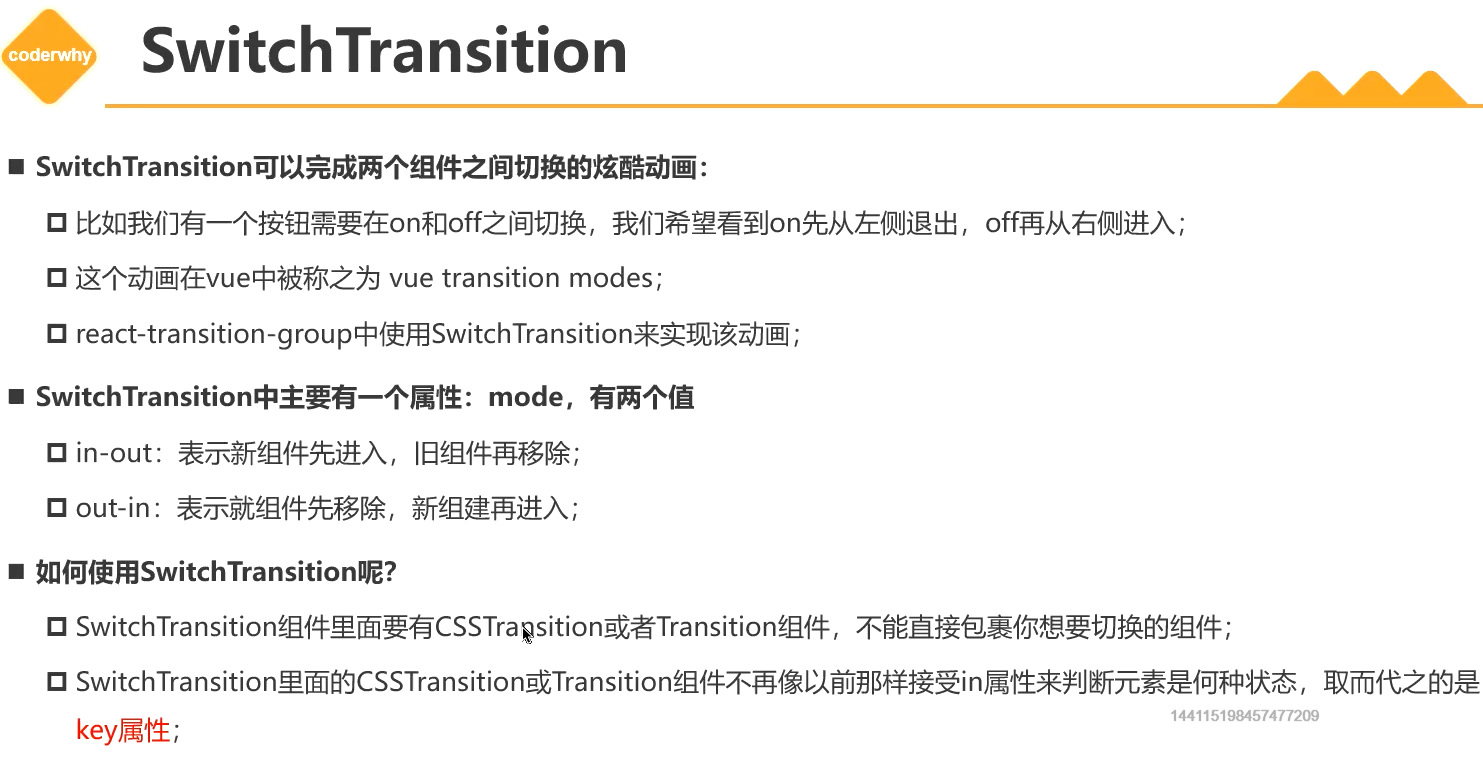 coderwhy
SwitchTransition
SwitchTransition可以完成两个组件之间切换的炫酷动画：
比如我们有一个按钮需要在on和off之间切换，我们希望看到on先从左侧退出，off再从右侧进入；
这个动画在vue中被称之为 vue transition modes；
react-transition-group中使用SwitchTransition来实现该动画；
SwitchTransition中主要有一个属性：mode，有两个值
in-out：表示新组件先进入，旧组件再移除；
out-in：表示就组件先移除，新组建再进入；
如何使用SwitchTransition呢？
SwitchTransition组件里面要有CSSTransition或者Transition组件，不能直接包裹你想要切换的组件；
SwitchTransition里面的CSSTransition或Transition组件不再像以前那样接受in属性来判断元素是何种状态，取而代之的是
key属性；
144115198457477209